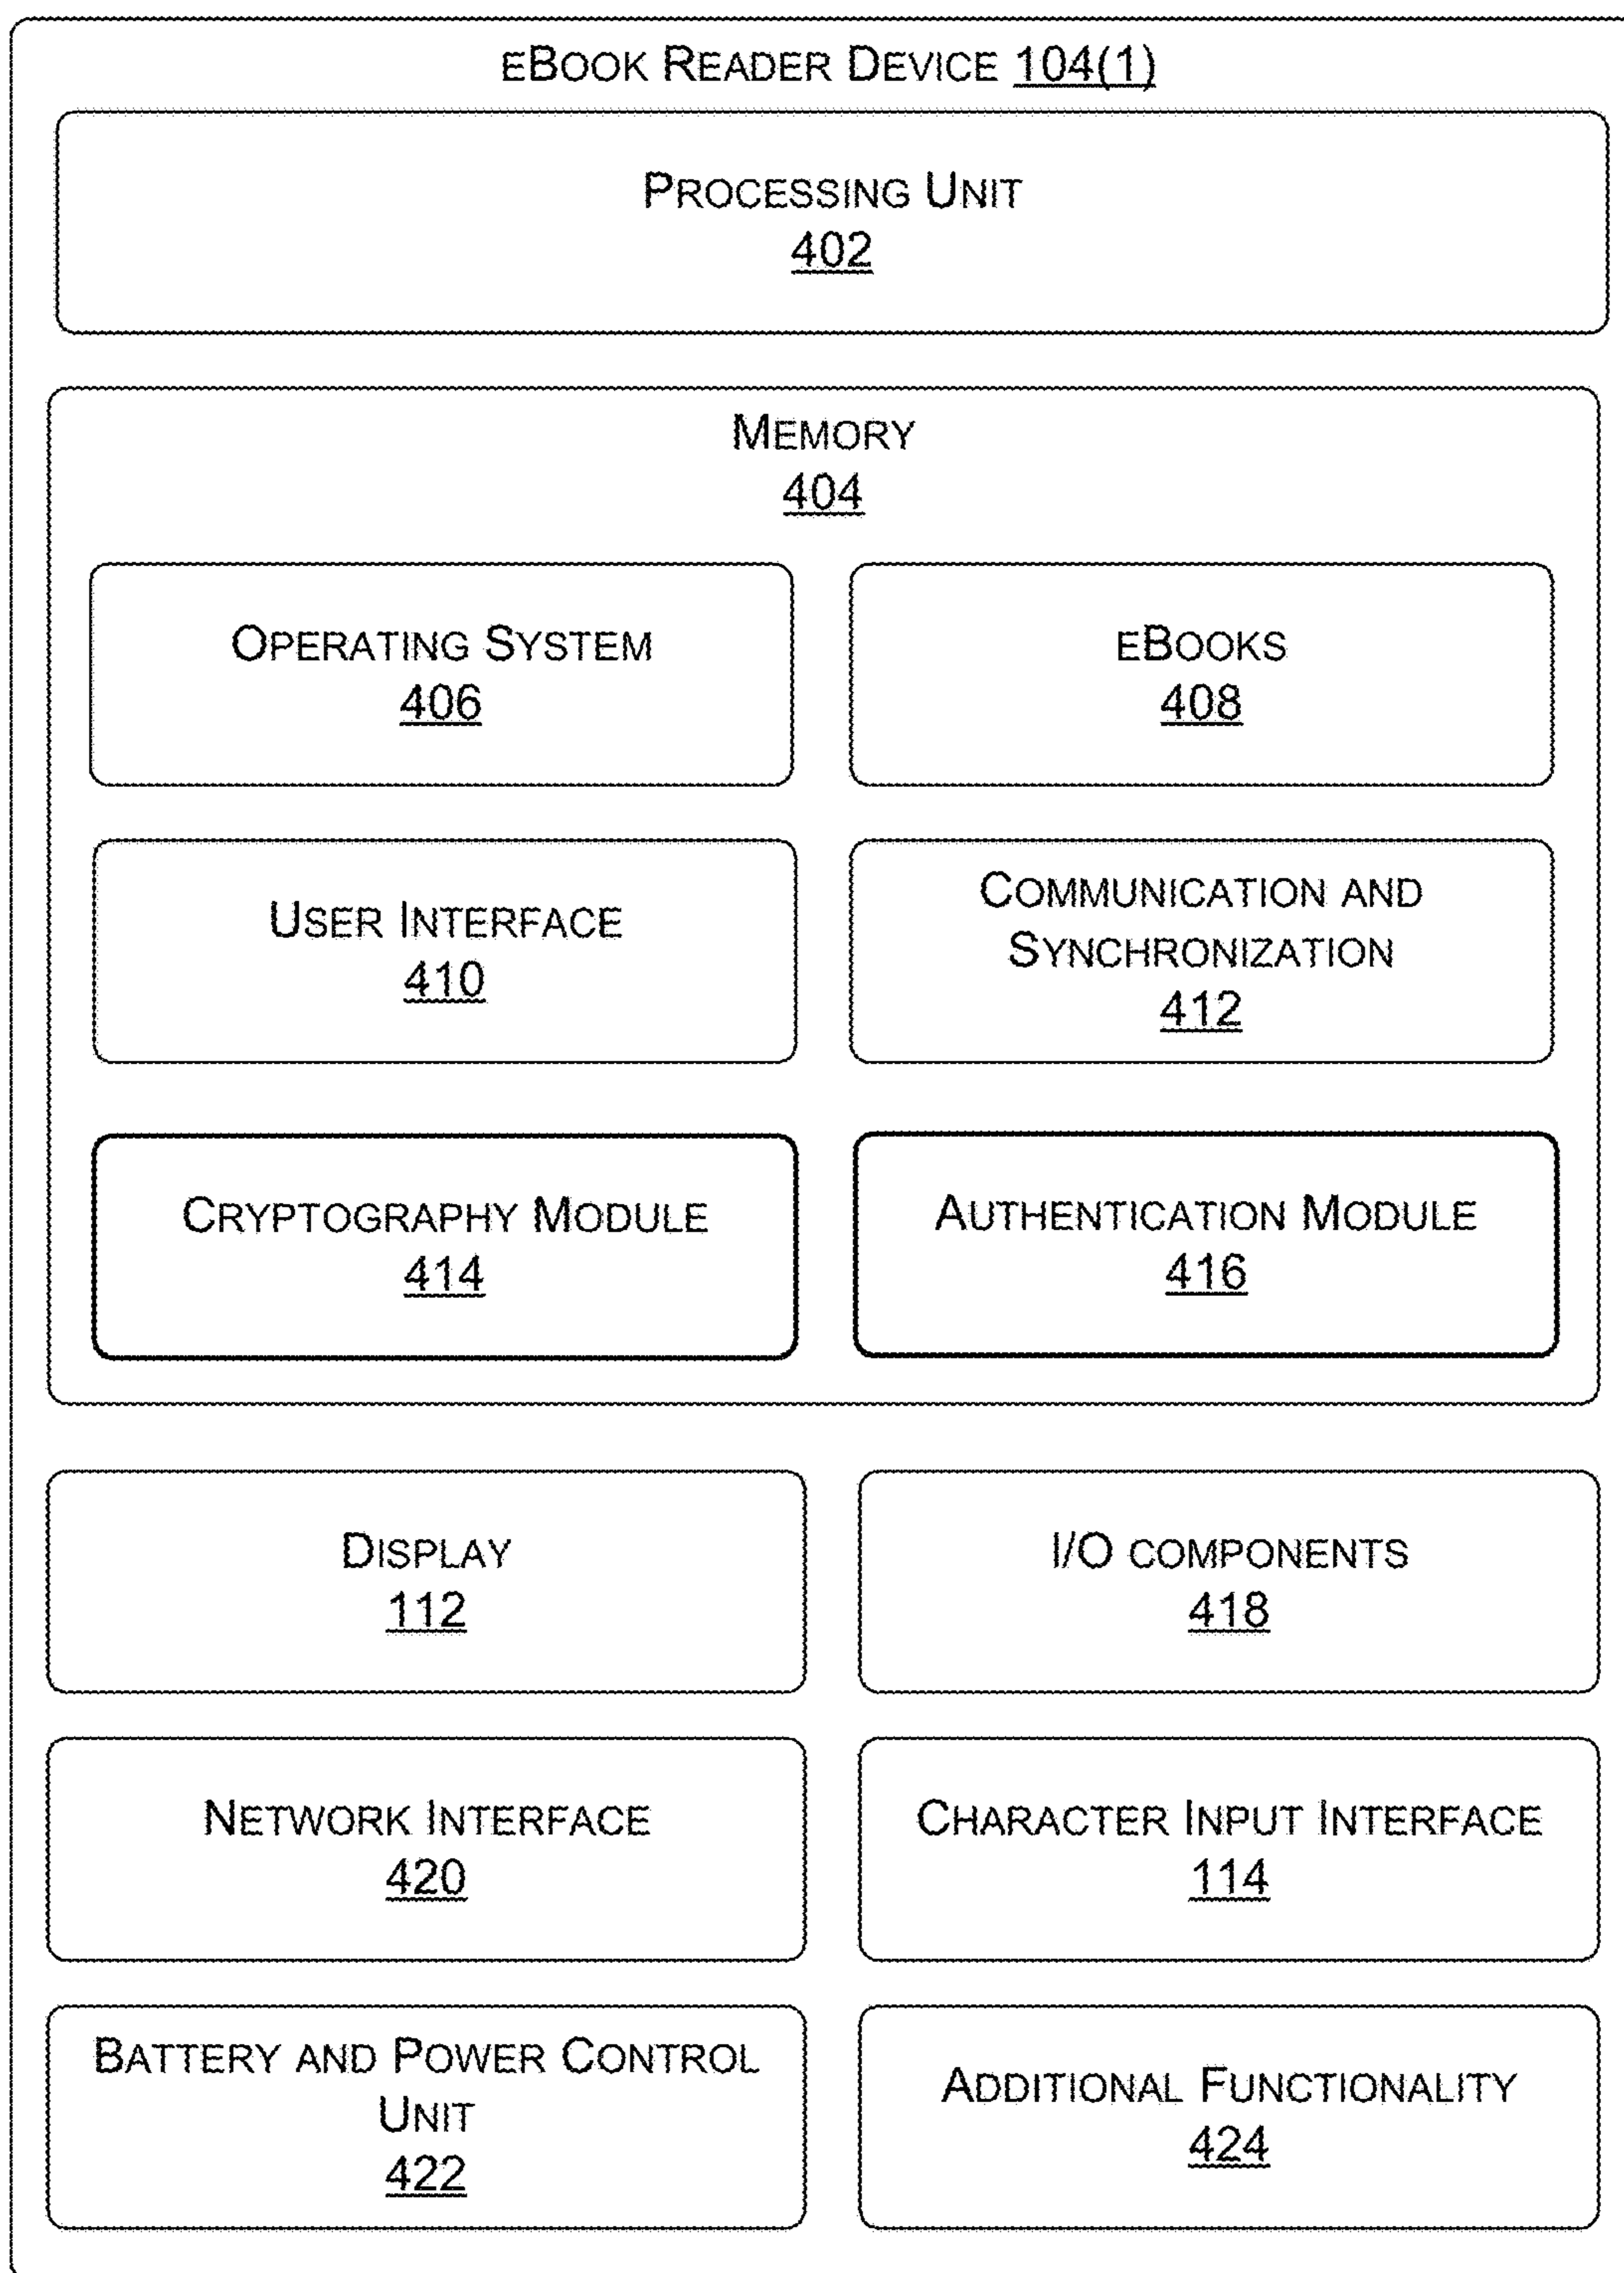 eBook Reader Device 104(1)
Processing Unit
402
Memory
404
Operating System
406
eBooks
408
User Interface
410
Communication and
Synchronization
412
Cryptography Module
414
Authentication Module
416
Display
112
I/O components
418
Network Interface
420
Character Input Interface
114
Battery and Power Control
Unit
422
Additional Functionality
424